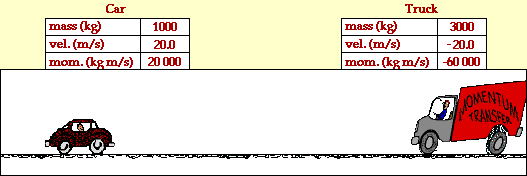 Car
mass (kg) 1000
vel. (m/s) 20.0
mom. (kg m/s) 20 000
Truck
mass (kg) 3000
vel. (m/s) -20.0
mom. (kg m/s) -60 000
MOMENTUM
TRANSFER